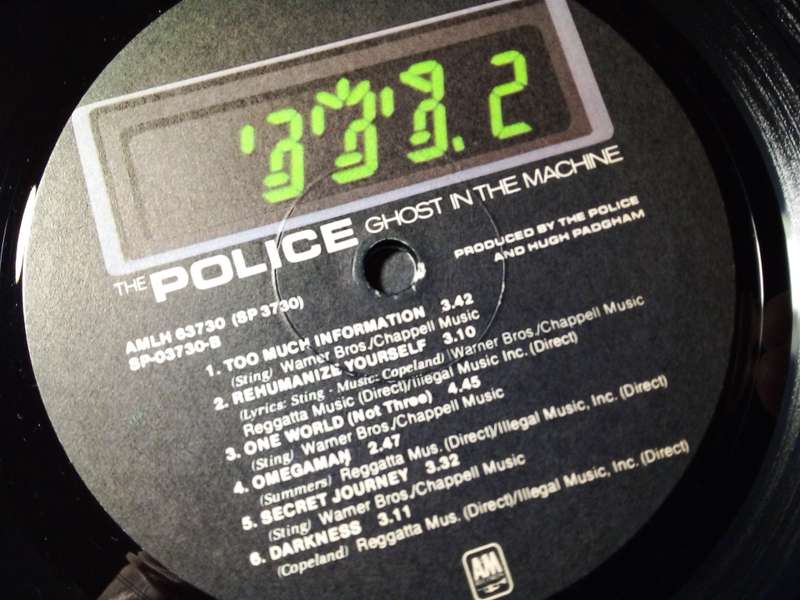 .2
THE POLICE GHOST IN THE MACHINE
PRODUCED BY THE POLICE
AND HUGH PADGHAM
AMLH 63730 (SP 3730)
SP-03730-B
1. TOO MUCH INFORMATION 3.42
(Sting) Warner Bros./Chappell Music
2. REHUMANIZE YOURSELF 3.10
(Lyrics: Sting - Music: Copeland) Warner Bros./Chappell Music
Reggatta Music (Direct)/Illegal Music Inc. (Direct)
3. ONE WORLD (Not Three) 4.45
(Sting) Warner Bros./Chappell Music
4. OMEGAMAN 2.47
(Summers) Reggatta Mus. (Direct)/Illegal Music, Inc. (Direct)
5. SECRET JOURNEY 3.32
(Sting) Warner Bros./Chappell Music
6. DARKNESS 3.11
(Copeland) Reggatta Mus. (Direct)/Illegal Music, Inc. (Direct)
AM